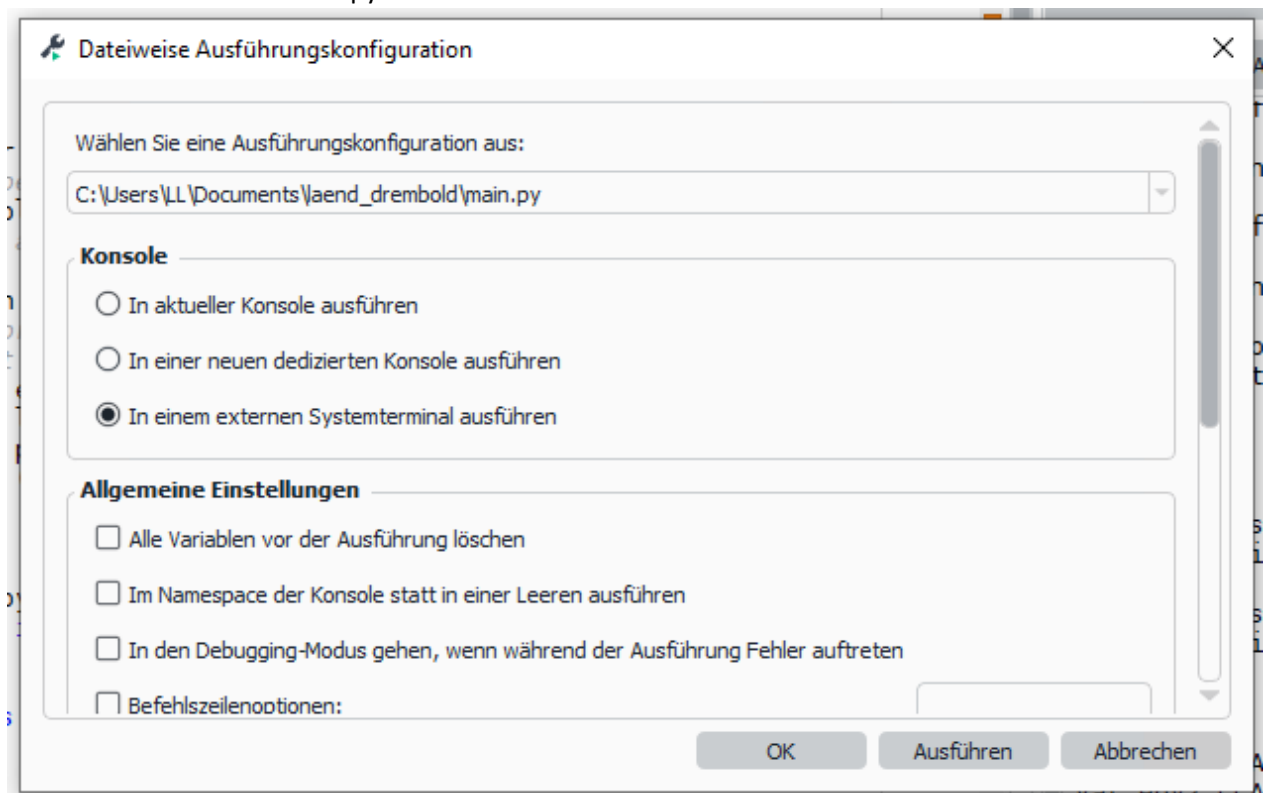 py
Dateiweise Ausführungskonfiguration
Wählen Sie eine Ausführungskonfiguration aus:
C:\Users\LL\Documents\laend_drembold\main.py
Konsole
In aktueller Konsole ausführen
In einer neuen dedizierten Konsole ausführen
In einem externen Systemterminal ausführen
Allgemeine Einstellungen
Alle Variablen vor der Ausführung löschen
Im Namespace der Konsole statt in einer Leeren ausführen
In den Debugging-Modus gehen, wenn während der Ausführung Fehler auftreten
Befehlszeilenoptionen:
OK Ausführen Abbrechen